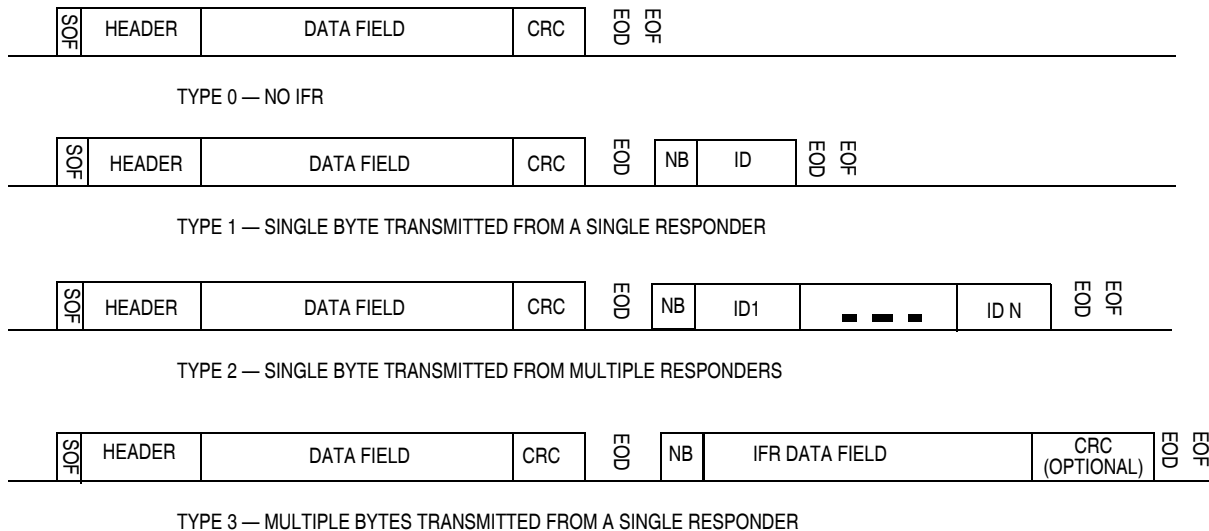 SOF HEADER DATA FIELD CRC EOD EOF
TYPE 0 — NO IFR
SOF HEADER DATA FIELD CRC EOD NB ID EOD EOF
TYPE 1 — SINGLE BYTE TRANSMITTED FROM A SINGLE RESPONDER
SOF HEADER DATA FIELD CRC EOD NB ID1 ID N EOD EOF
TYPE 2 — SINGLE BYTE TRANSMITTED FROM MULTIPLE RESPONDERS
SOF HEADER DATA FIELD CRC EOD NB IFR DATA FIELD CRC (OPTIONAL) EOD EOF
TYPE 3 — MULTIPLE BYTES TRANSMITTED FROM A SINGLE RESPONDER